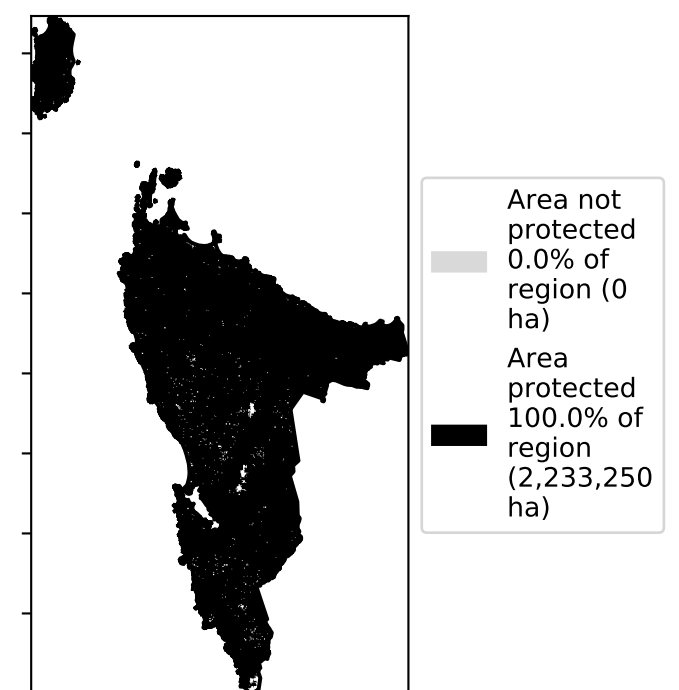 Area not
protected
0.0% of
region (0
ha)
Area
protected
100.0% of
region
(2,233,250
ha)